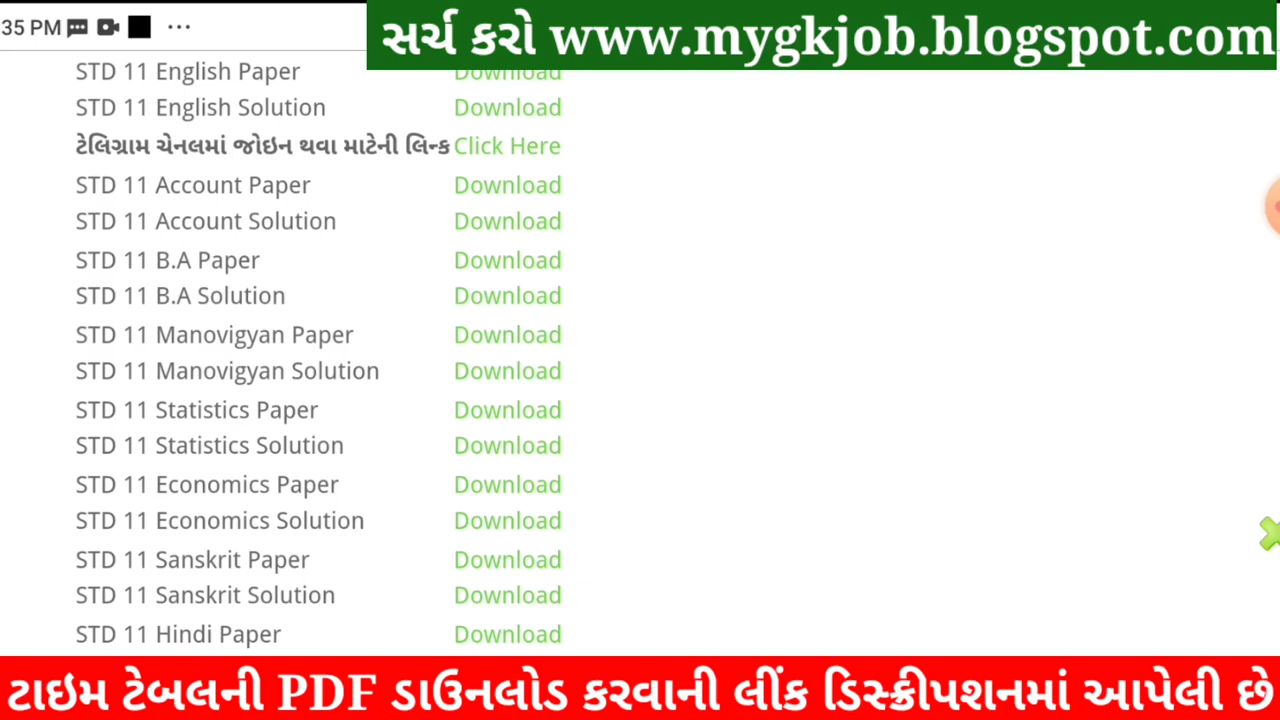 35 PM
સર્ચ કરો www.mygkjob.blogspot.com
STD 11 English Paper Download
STD 11 English Solution Download
ટેલિગ્રામ ચેનલમાં જોઇન થવા માટેની લિન્ક Click Here
STD 11 Account Paper Download
STD 11 Account Solution Download
STD 11 B.A Paper Download
STD 11 B.A Solution Download
STD 11 Manovigyan Paper Download
STD 11 Manovigyan Solution Download
STD 11 Statistics Paper Download
STD 11 Statistics Solution Download
STD 11 Economics Paper Download
STD 11 Economics Solution Download
STD 11 Sanskrit Paper Download
STD 11 Sanskrit Solution Download
STD 11 Hindi Paper Download
ટાઇમ ટેબલની PDF ડાઉનલોડ કરવાની લીંક ડિસ્ક્રીપશનમાં આપેલી છે